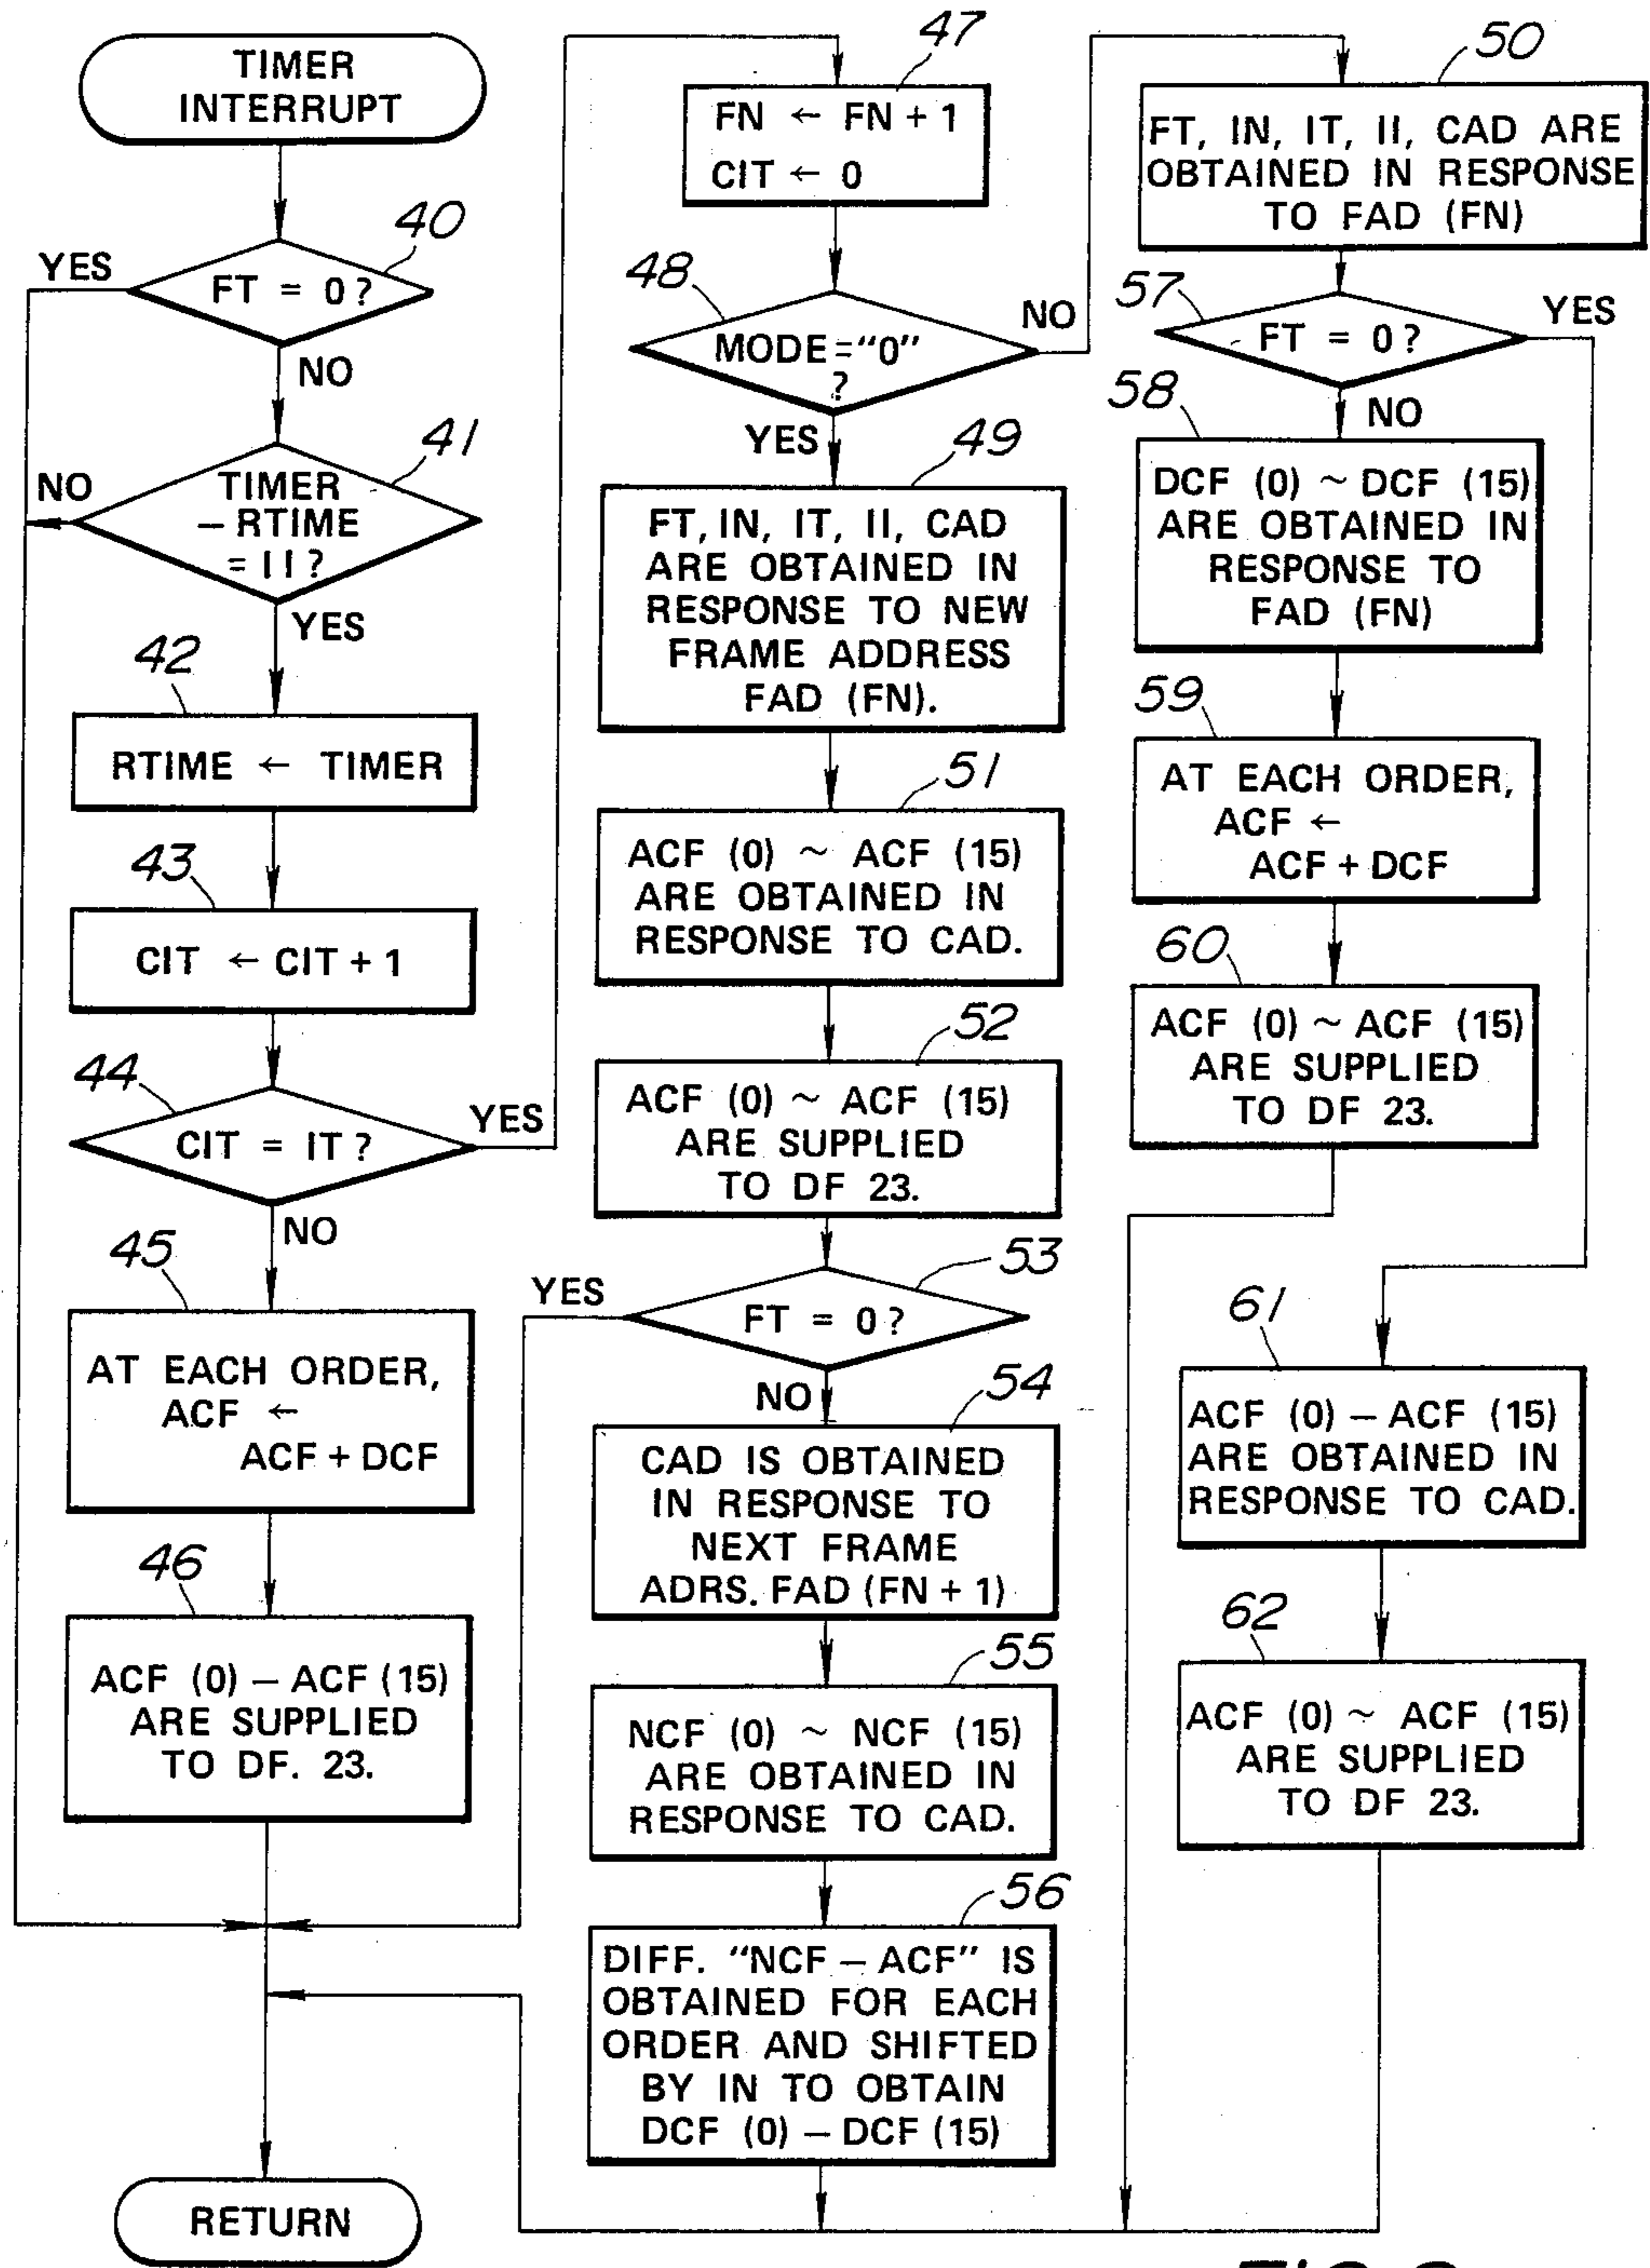 TIMER
INTERRUPT
40
YES
FT = 0?
NO
41
NO
TIMER
– RTIME
= II?
YES
42
RTIME ← TIMER
43
CIT ← CIT + 1
44
YES
CIT = IT?
NO
45
AT EACH ORDER,
ACF ←
ACF + DCF
46
ACF (0) – ACF (15)
ARE SUPPLIED
TO DF. 23.
RETURN
47
FN ← FN + 1
CIT ← 0
48
NO
MODE = “0”
?
YES
49
FT, IN, IT, II, CAD
ARE OBTAINED IN
RESPONSE TO NEW
FRAME ADDRESS
FAD (FN).
51
ACF (0) ~ ACF (15)
ARE OBTAINED IN
RESPONSE TO CAD.
52
ACF (0) ~ ACF (15)
ARE SUPPLIED
TO DF 23.
53
YES
FT = 0?
NO
54
CAD IS OBTAINED
IN RESPONSE TO
NEXT FRAME
ADRS. FAD (FN + 1)
55
NCF (0) ~ NCF (15)
ARE OBTAINED IN
RESPONSE TO CAD.
56
DIFF. “NCF – ACF” IS
OBTAINED FOR EACH
ORDER AND SHIFTED
BY IN TO OBTAIN
DCF (0) – DCF (15)
50
FT, IN, IT, II, CAD ARE
OBTAINED IN RESPONSE
TO FAD (FN)
57
YES
FT = 0?
58
NO
DCF (0) ~ DCF (15)
ARE OBTAINED IN
RESPONSE TO
FAD (FN)
59
AT EACH ORDER,
ACF ←
ACF + DCF
60
ACF (0) ~ ACF (15)
ARE SUPPLIED
TO DF 23.
61
ACF (0) – ACF (15)
ARE OBTAINED IN
RESPONSE TO CAD.
62
ACF (0) ~ ACF (15)
ARE SUPPLIED
TO DF 23.